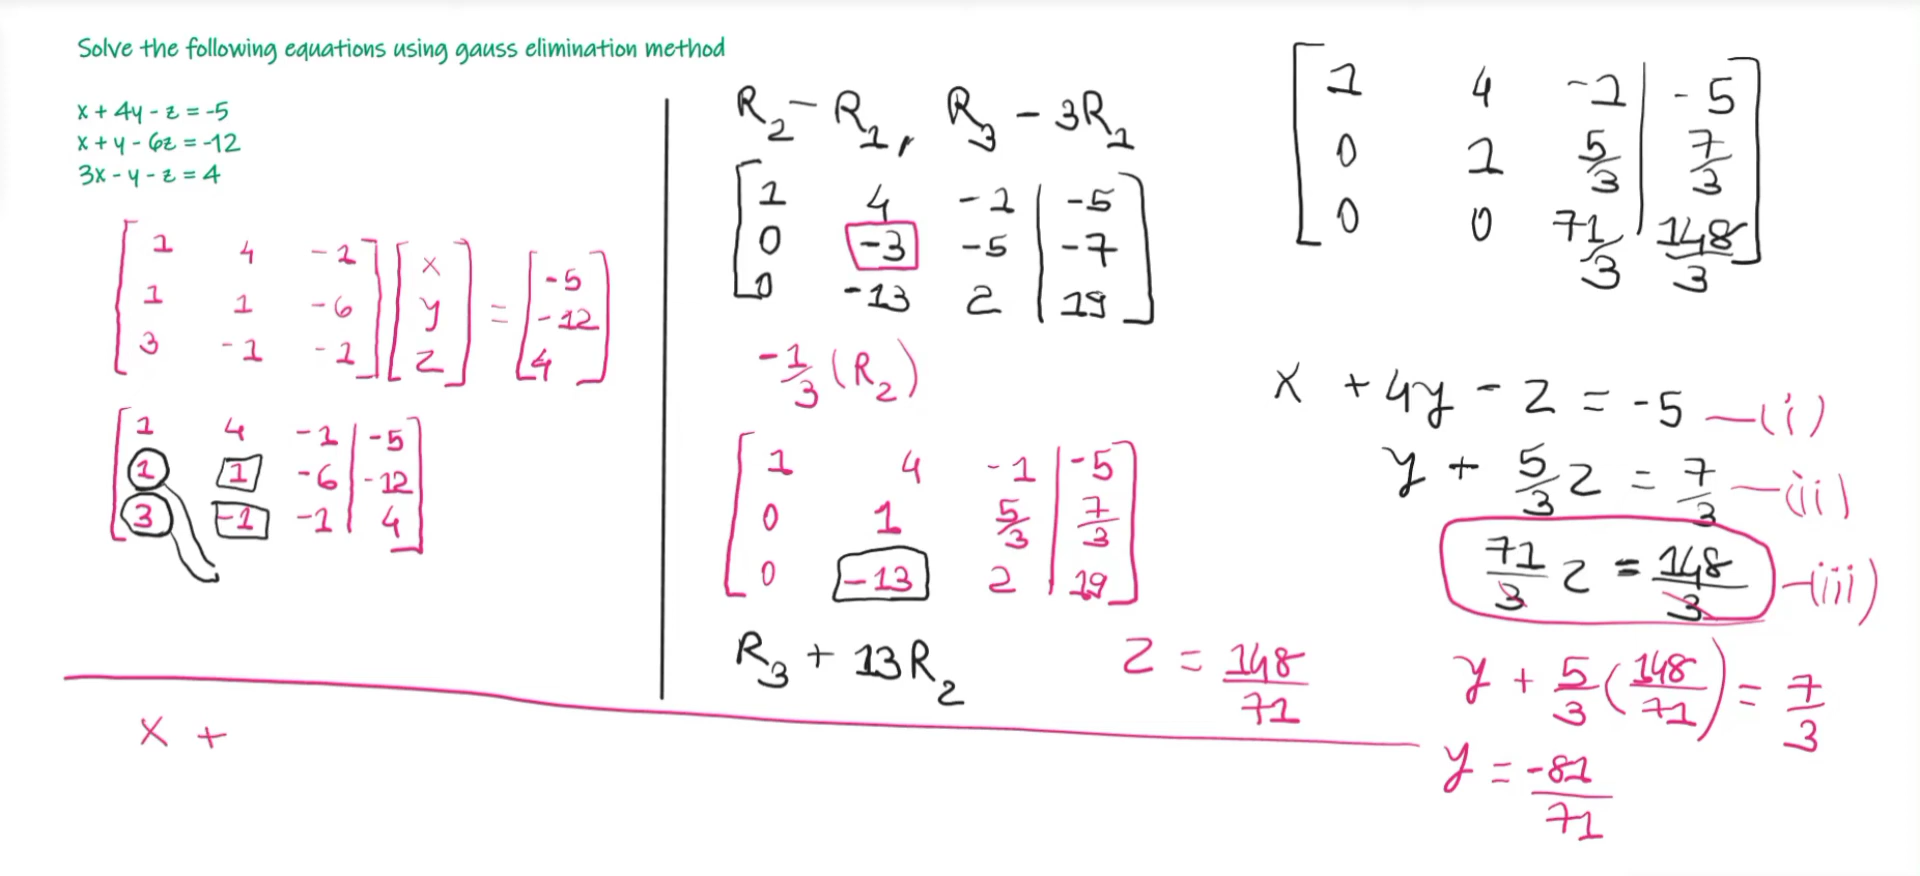 Solve the following equations using gauss elimination method
x + 4y - z = -5
x + y - 6z = -12
3x - y - z = 4
[1 4 -1] [x] = [-5]
[1 1 -6] [y] [-12]
[3 -1 -1] [z] [4]
[1 4 -1 | -5]
[1 1 -6 | -12]
[3 -1 -1 | 4]
R₂ - R₁, R₃ - 3R₁
[1 4 -1 | -5]
[0 -3 -5 | -7]
[0 -13 2 | 19]
-1/3 (R₂)
[1 4 -1 | -5]
[0 1 5/3 | 7/3]
[0 -13 2 | 19]
R₃ + 13R₂
[1 4 -1 | -5]
[0 1 5/3 | 7/3]
[0 0 71/3 | 148/3]
x + 4y - z = -5 —(i)
y + 5/3 z = 7/3 —(ii)
71/3 z = 148/3 —(iii)
z = 148/71
y + 5/3 (148/71) = 7/3
y = -81/71
x +